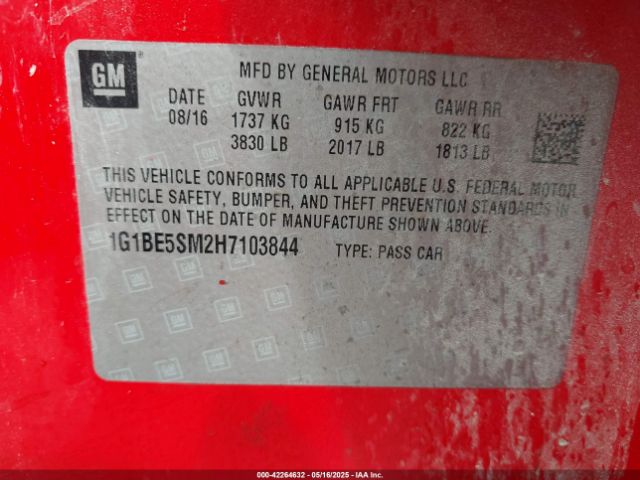 GM
MFD BY GENERAL MOTORS LLC
DATE GVWR GAWR FRT GAWR RR
08/16 1737 KG 915 KG 822 KG
3830 LB 2017 LB 1813 LB
THIS VEHICLE CONFORMS TO ALL APPLICABLE U.S. FEDERAL MOTOR
VEHICLE SAFETY, BUMPER, AND THEFT PREVENTION STANDARDS IN
EFFECT ON THE DATE OF MANUFACTURE SHOWN ABOVE.
1G1BE5SM2H7103844 TYPE: PASS CAR
000-42264632 - 05/16/2025 - IAA Inc.